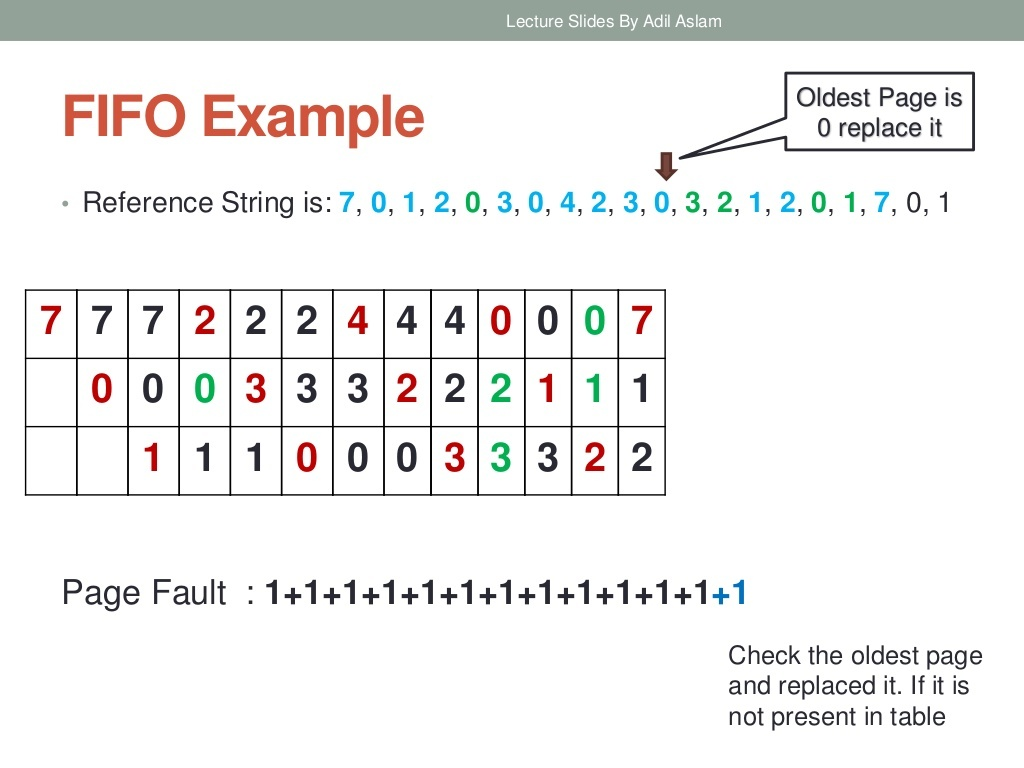 Lecture Slides By Adil Aslam
FIFO Example
Oldest Page is
0 replace it
• Reference String is: 7, 0, 1, 2, 0, 3, 0, 4, 2, 3, 0, 3, 2, 1, 2, 0, 1, 7, 0, 1
7 7 7 2 2 2 4 4 4 0 0 0 7
0 0 0 3 3 3 2 2 2 1 1 1
1 1 1 0 0 0 3 3 3 2 2
Page Fault : 1+1+1+1+1+1+1+1+1+1+1+1+1
Check the oldest page
and replaced it. If it is
not present in table